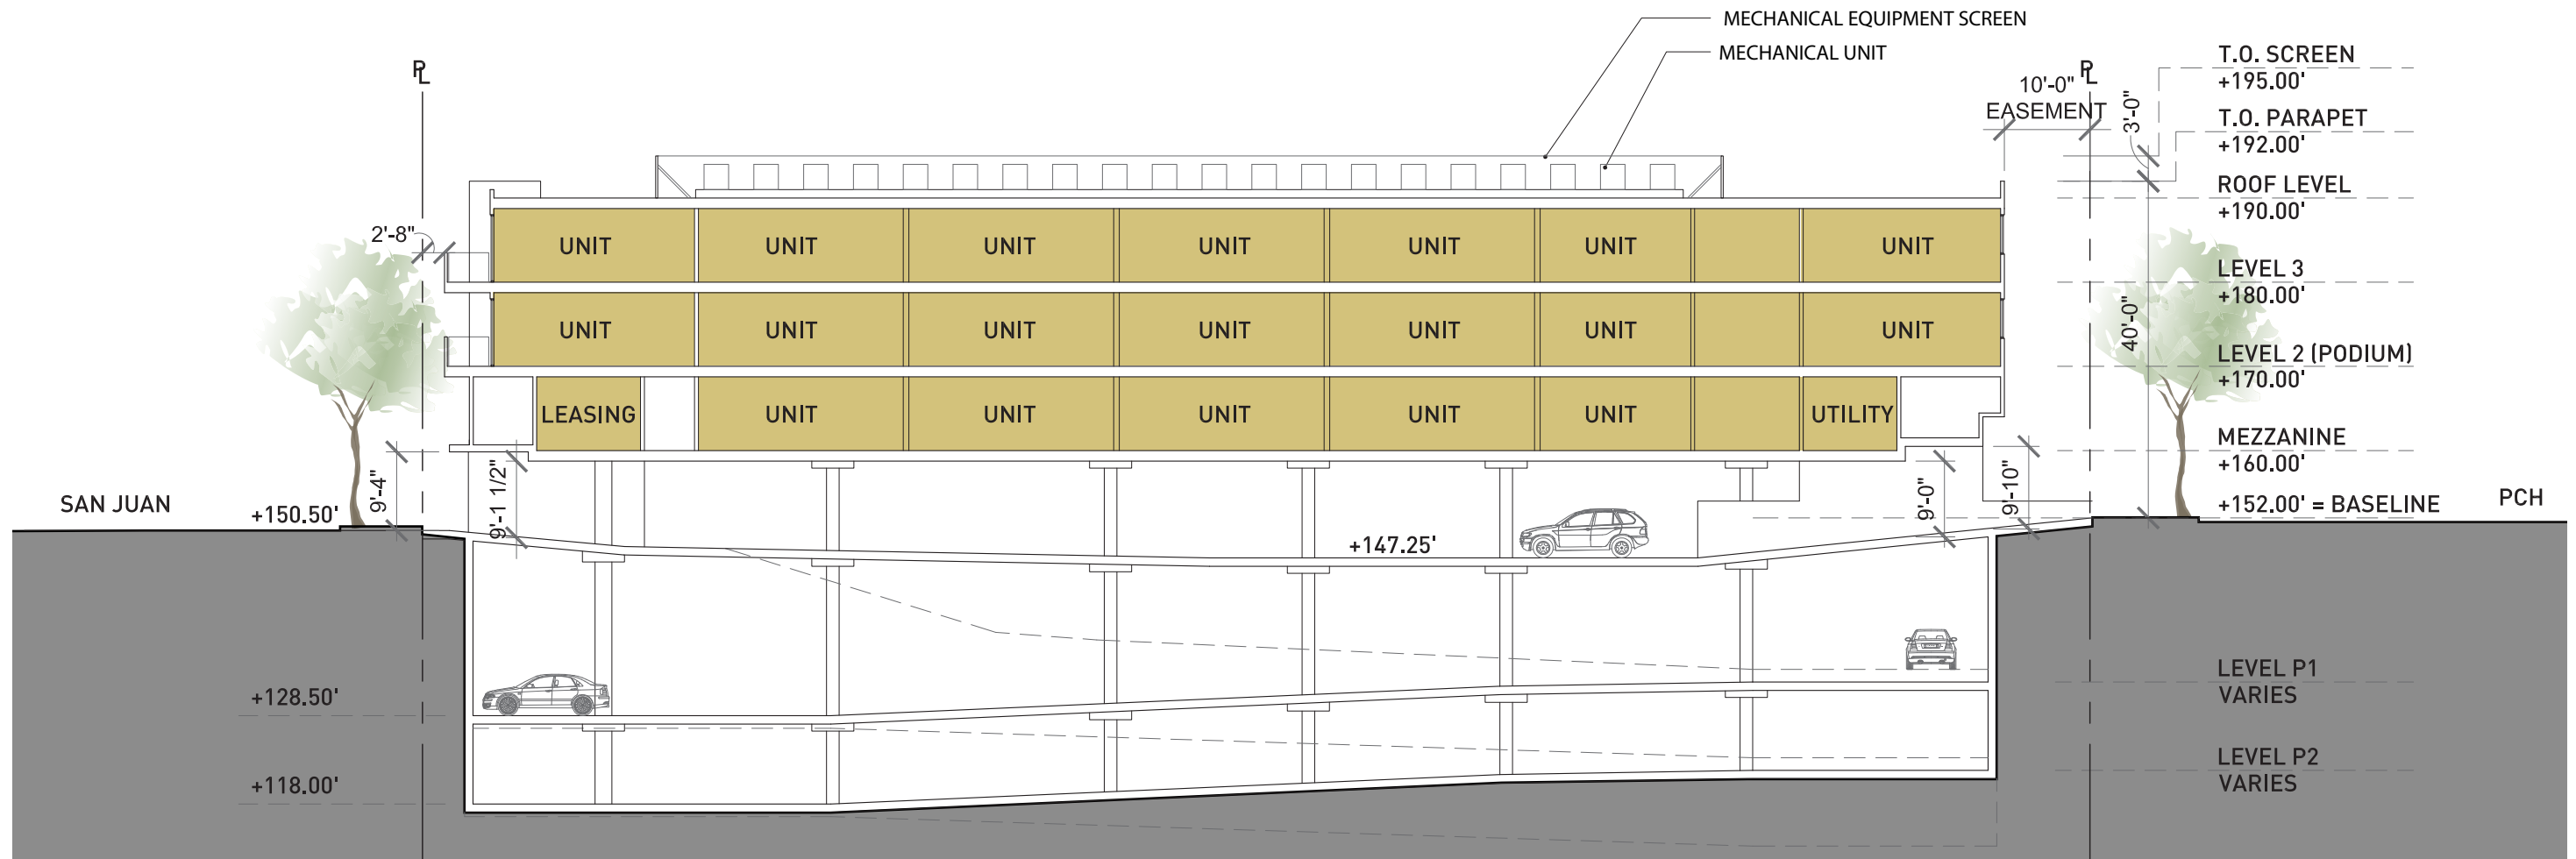 MECHANICAL EQUIPMENT SCREEN
MECHANICAL UNIT
PL
PL
10'-0"
EASEMENT
3'-0"
T.O. SCREEN
+195.00'
T.O. PARAPET
+192.00'
ROOF LEVEL
+190.00'
2'-8"
UNIT UNIT UNIT UNIT UNIT UNIT UNIT
LEVEL 3
+180.00'
40'-0"
UNIT UNIT UNIT UNIT UNIT UNIT UNIT
LEVEL 2 (PODIUM)
+170.00'
LEASING UNIT UNIT UNIT UNIT UNIT UTILITY
MEZZANINE
+160.00'
9'-4"
9'-1 1/2"
9'-0"
9'-10"
SAN JUAN
+150.50'
+152.00' = BASELINE
PCH
+147.25'
+128.50'
LEVEL P1
VARIES
+118.00'
LEVEL P2
VARIES